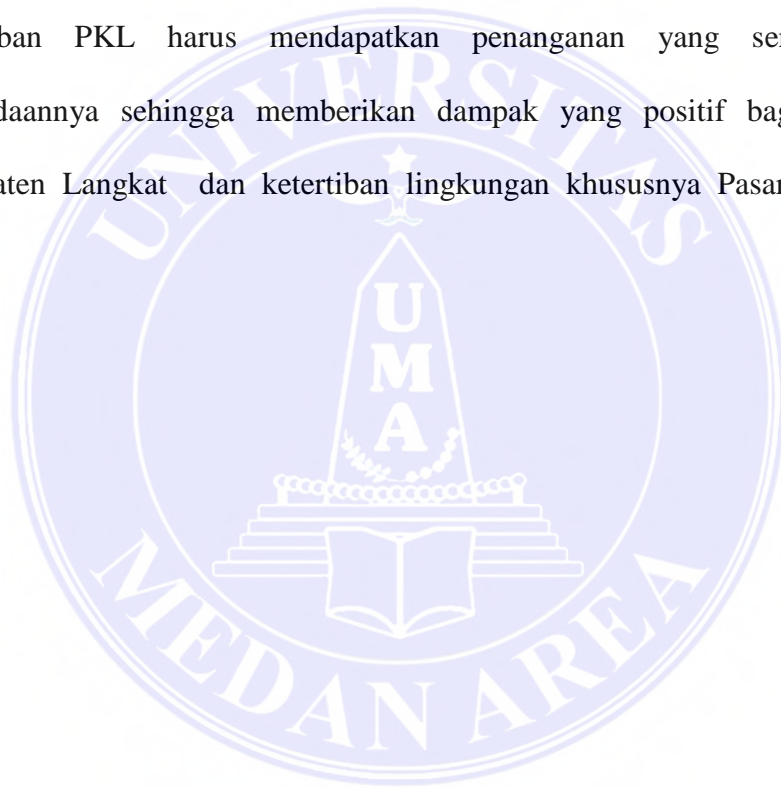 ban PKL harus mendapatkan penanganan yang se
daannya sehingga memberikan dampak yang positif bag
aten Langkat dan ketertiban lingkungan khususnya Pasar
UNIVERSITAS
UMA
MEDAN AREA